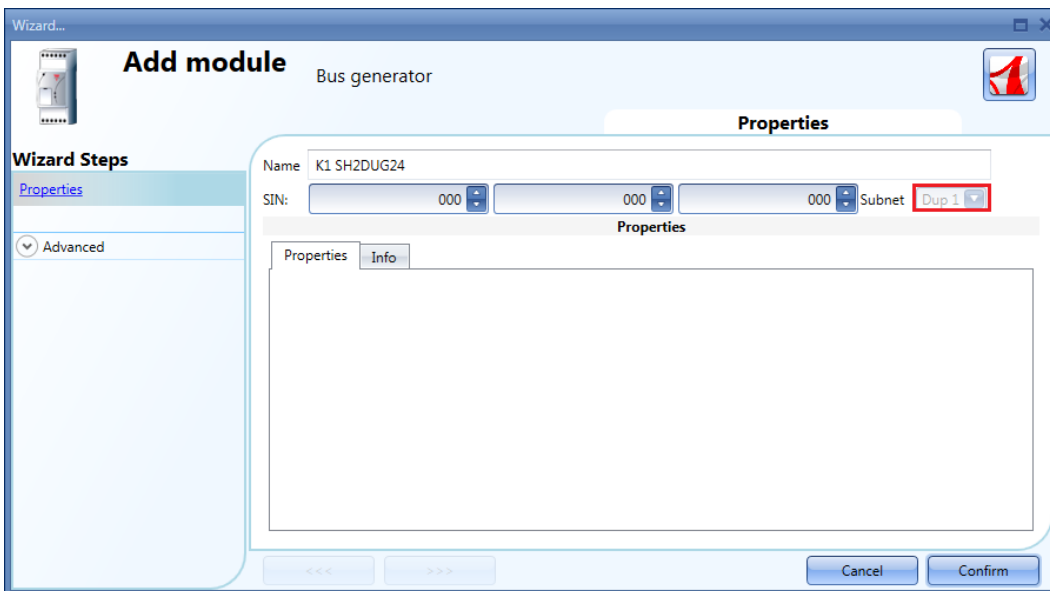 Wizard...
Add module
Bus generator
Properties
Wizard Steps
Properties
Advanced
Name K1 SH2DUG24
SIN: 000 000 000 Subnet Dup 1
Properties
Properties Info
<<< >>> Cancel Confirm